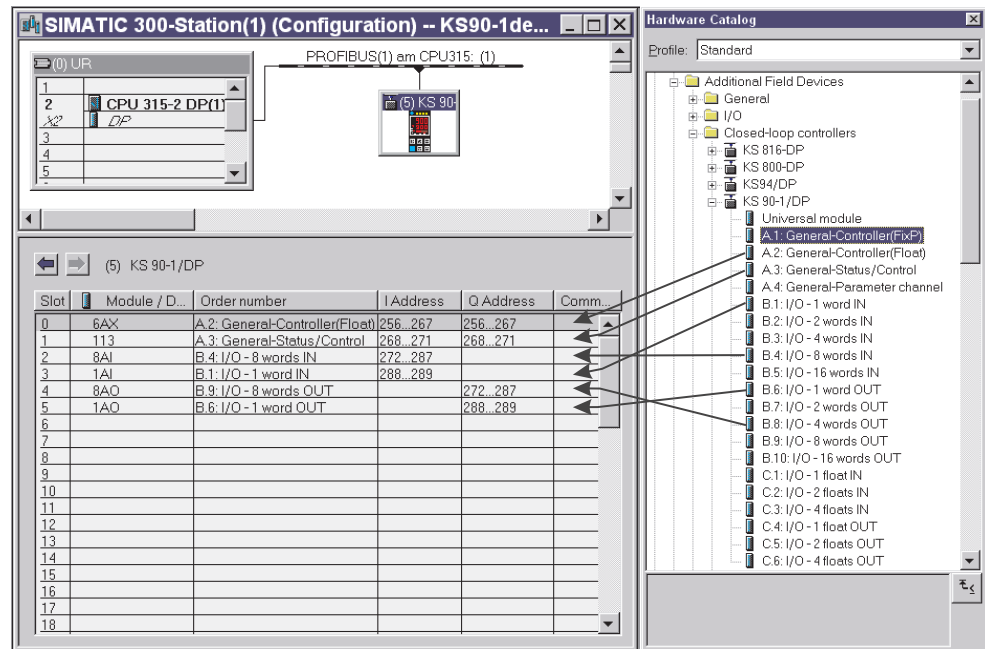 SIMATIC 300-Station(1) (Configuration) -- KS90-1de...
(0) UR
1
2 CPU 315-2 DP(1)
X2 DP
3
4
5
PROFIBUS(1) am CPU315: (1)
(5) KS 90-
(5) KS 90-1/DP
Slot Module / D... Order number I Address Q Address Comm...
0 6AX A.2: General-Controller(Float) 256...267 256...267
1 113 A.3: General-Status/Control 268...271 268...271
2 8AI B.4: I/O - 8 words IN 272...287
3 1AI B.1: I/O - 1 word IN 288...289
4 8AO B.9: I/O - 8 words OUT 272...287
5 1AO B.6: I/O - 1 word OUT 288...289
6
7
8
9
10
11
12
13
14
15
16
17
18
Hardware Catalog
Profile: Standard
Additional Field Devices
General
I/O
Closed-loop controllers
KS 816-DP
KS 800-DP
KS94/DP
KS 90-1/DP
Universal module
A.1: General-Controller(FixP)
A.2: General-Controller(Float)
A.3: General-Status/Control
A.4: General-Parameter channel
B.1: I/O - 1 word IN
B.2: I/O - 2 words IN
B.3: I/O - 4 words IN
B.4: I/O - 8 words IN
B.5: I/O - 16 words IN
B.6: I/O - 1 word OUT
B.7: I/O - 2 words OUT
B.8: I/O - 4 words OUT
B.9: I/O - 8 words OUT
B.10: I/O - 16 words OUT
C.1: I/O - 1 float IN
C.2: I/O - 2 floats IN
C.3: I/O - 4 floats IN
C.4: I/O - 1 float OUT
C.5: I/O - 2 floats OUT
C.6: I/O - 4 floats OUT